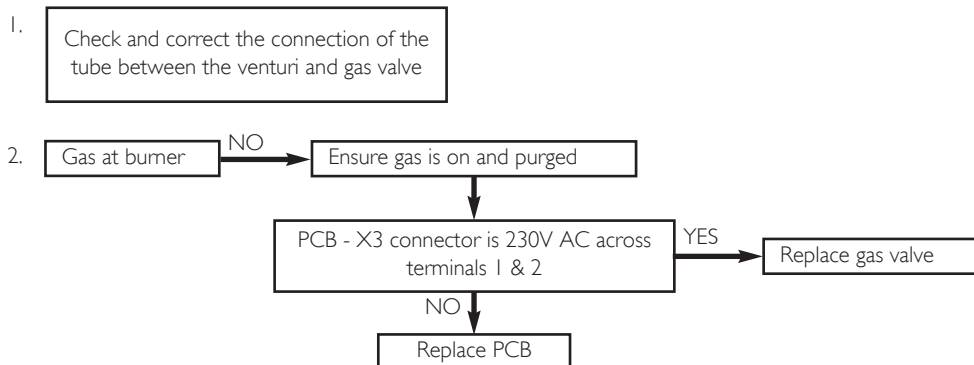 1.
Check and correct the connection of the
tube between the venturi and gas valve
2.
Gas at burner
NO
Ensure gas is on and purged
PCB - X3 connector is 230V AC across
terminals 1 & 2
YES
Replace gas valve
NO
Replace PCB